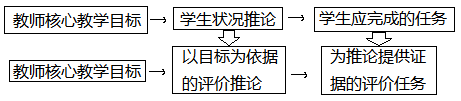 教师核心教学目标
学生状况推论
学生应完成的任务
教师核心教学目标
以目标为依据
的评价推论
为推论提供证
据的评价任务